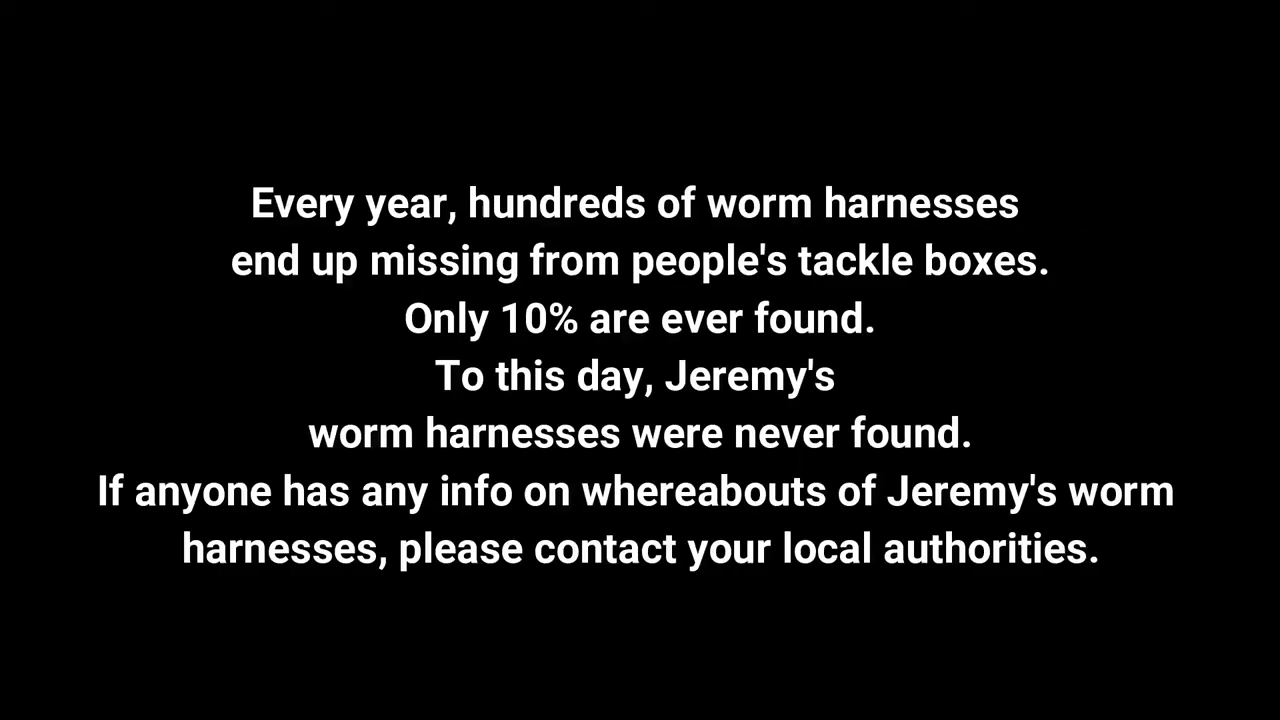 Every year, hundreds of worm harnesses
end up missing from people's tackle boxes.
Only 10% are ever found.
To this day, Jeremy's
worm harnesses were never found.
If anyone has any info on whereabouts of Jeremy's worm
harnesses, please contact your local authorities.